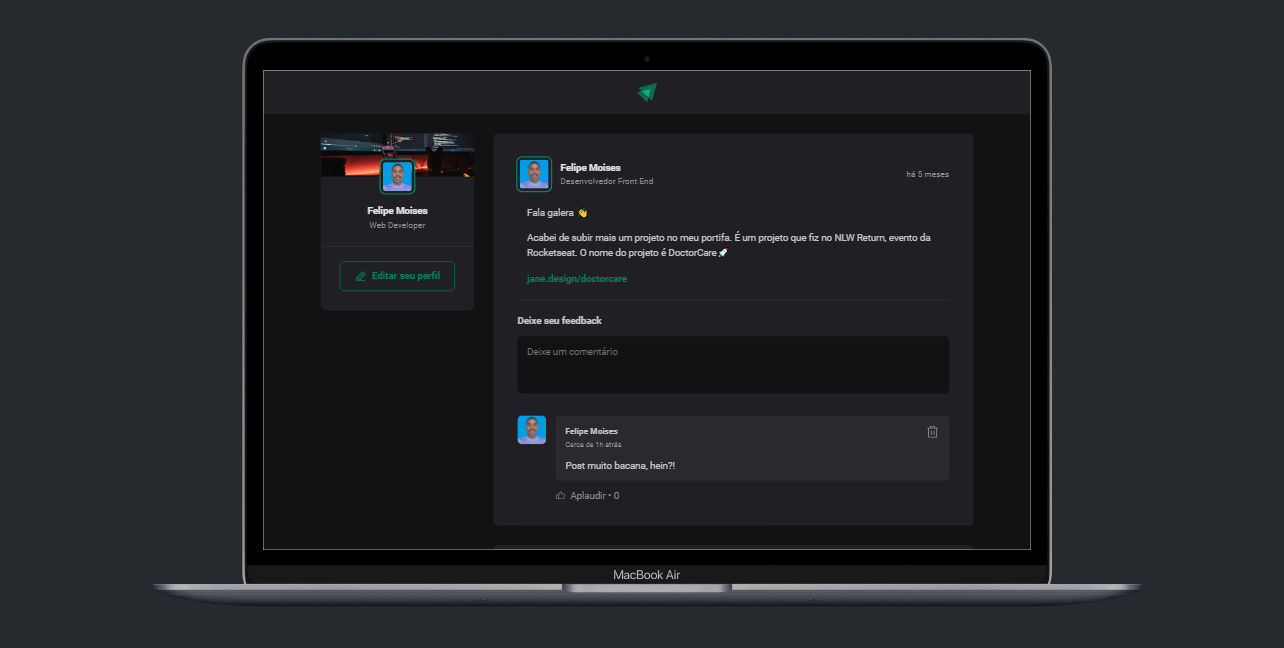 Felipe Moises
Web Developer
Editar seu perfil
Felipe Moises
Desenvolvedor Front End
há 5 meses
Fala galera 👋
Acabei de subir mais um projeto no meu portifa. É um projeto que fiz no NLW Return, evento da
Rocketseat. O nome do projeto é DoctorCare🚀
jane.design/doctorcare
Deixe seu feedback
Deixe um comentário
Felipe Moises
Cerca de 1h atrás
Post muito bacana, hein?!
Aplaudir • 0
MacBook Air